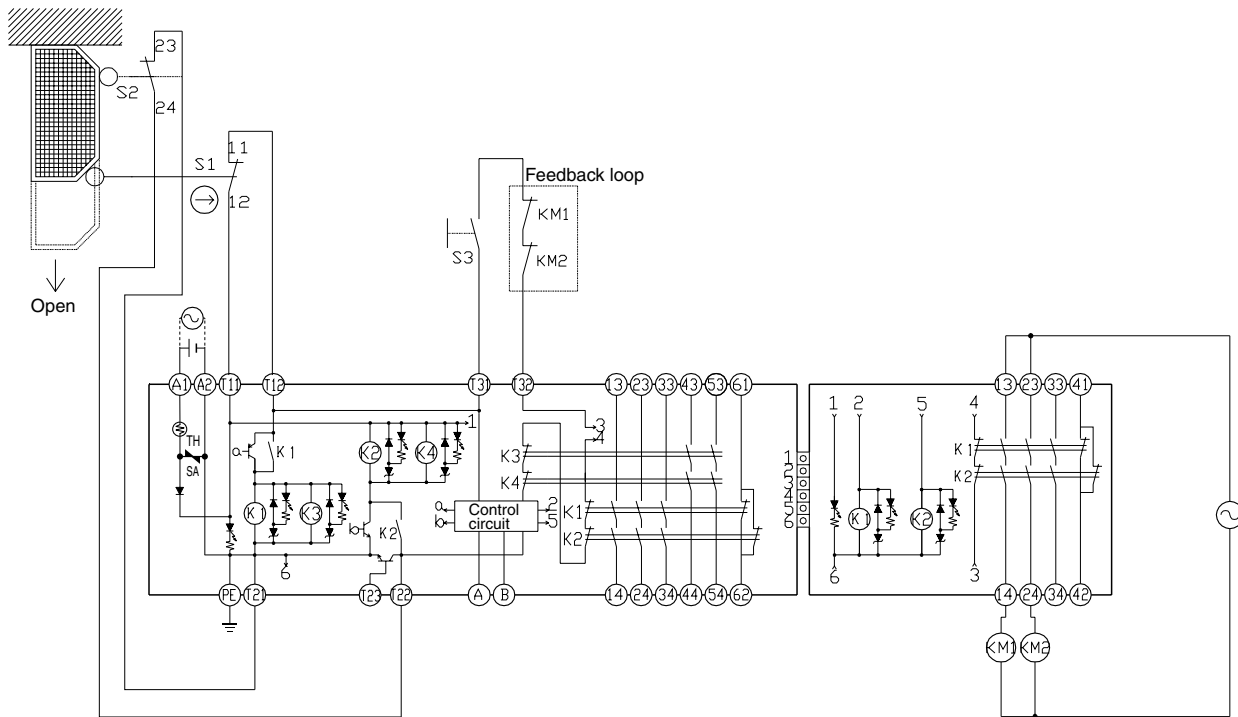 23
S2
24
11
S1
12
Feedback loop
KM1
S3
KM2
Open
A1 A2 T11 T12 T31 T32 13 23 33 43 53 61
13 23 33 41
1 2 5 4
1
3
4
TH
SA
a
K1
K2 K4
K3
K4
K1
K2
1
2
3
4
5
6
K1 K3
b
K2
a
b
Control
circuit
2
5
K1
K2
K1 K2
6
6
3
PE T21 T23 T22 A B 14 24 34 44 54 62
14 24 34 42
KM1 KM2